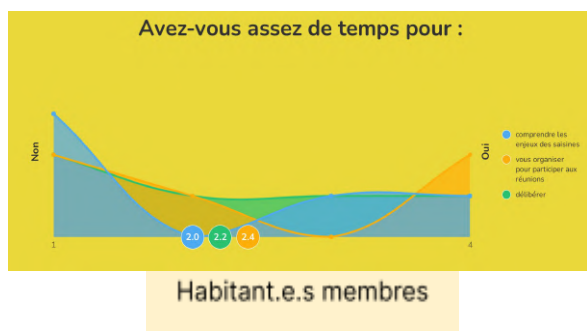 Avez-vous assez de temps pour :
Non
Oui
comprendre les
enjeux des saisines
vous organiser
pour participer aux
réunions
délibérer
2.0
2.2
2.4
1
4
Habitant.e.s membres